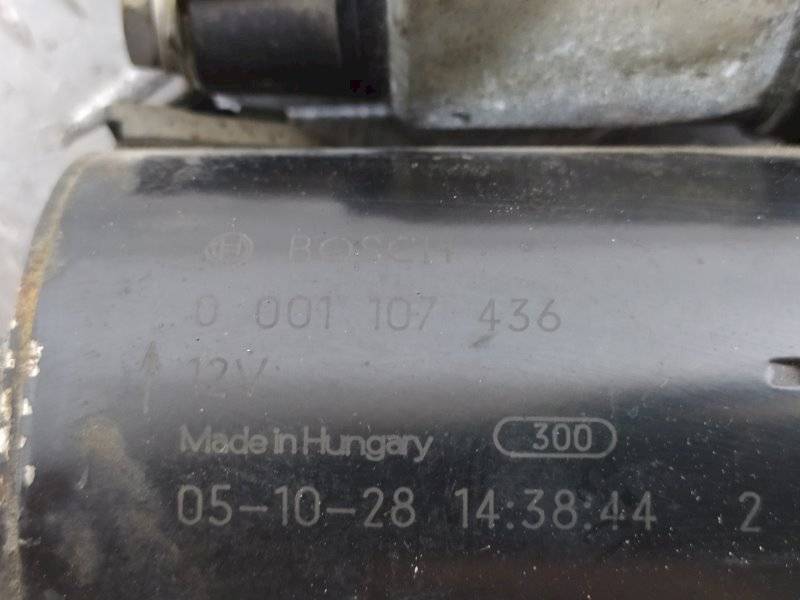 BOSCH
0 001 107 436
12V
Made in Hungary 300
05-10-28 14:38:44 2